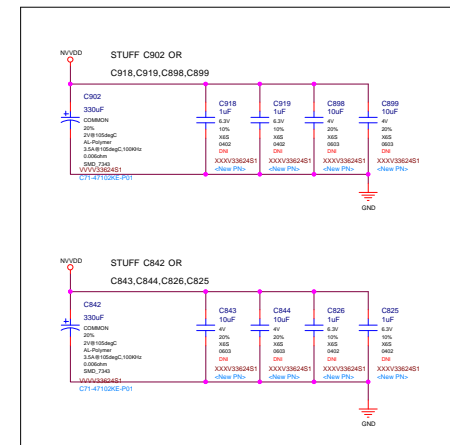 NVVDD
STUFF C902 OR
C918,C919,C898,C899
C902
330uF
COMMON
20%
2V@105degC
AL-Polymer
3.5A@105degC,100KHz
0.006ohm
SMD_7343
VVVV33624S1
C71-47102KE-P01
C918
1uF
6.3V
10%
X6S
0402
DNI
XXXV33624S1
<New PN>
C919
1uF
6.3V
10%
X6S
0402
DNI
XXXV33624S1
<New PN>
C898
10uF
4V
20%
X6S
0603
DNI
XXXV33624S1
<New PN>
C899
10uF
4V
20%
X6S
0603
DNI
XXXV33624S1
<New PN>
GND
NVVDD
STUFF C842 OR
C843,C844,C826,C825
C842
330uF
COMMON
20%
2V@105degC
AL-Polymer
3.5A@105degC,100KHz
0.006ohm
SMD_7343
VVVV33624S1
C71-47102KE-P01
C843
10uF
4V
20%
X6S
0603
DNI
XXXV33624S1
<New PN>
C844
10uF
4V
20%
X6S
0603
DNI
XXXV33624S1
<New PN>
C826
1uF
6.3V
10%
X6S
0402
DNI
XXXV33624S1
<New PN>
C825
1uF
6.3V
10%
X6S
0402
DNI
XXXV33624S1
<New PN>
GND